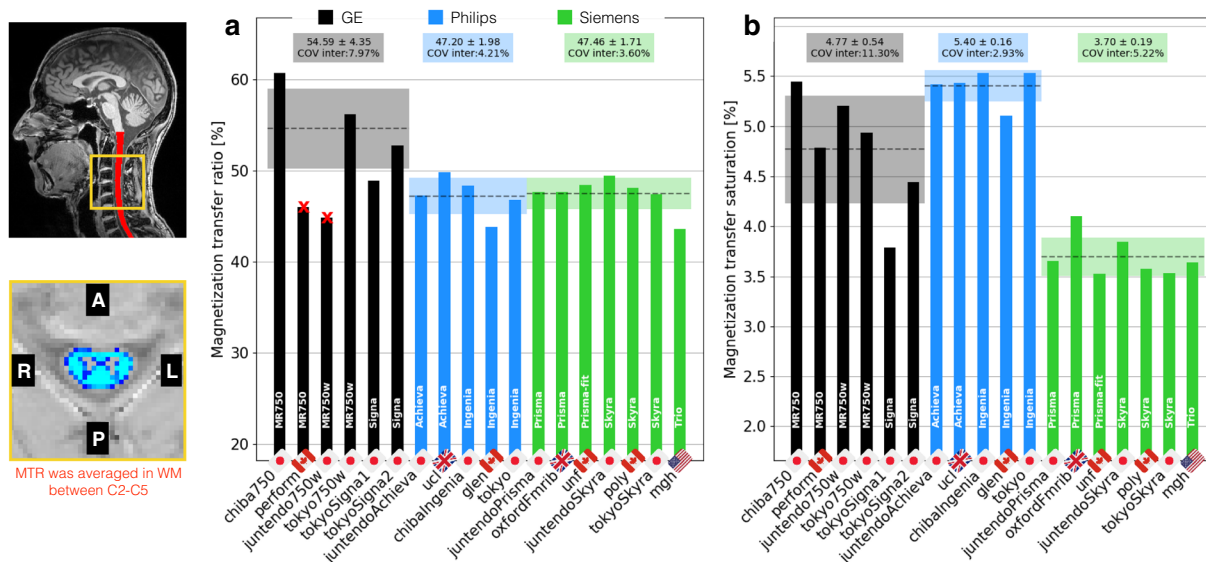 GE
Philips
Siemens
a
54.59 ± 4.35
COV inter:7.97%
47.20 ± 1.98
COV inter:4.21%
47.46 ± 1.71
COV inter:3.60%
Magnetization transfer ratio [%]
60
50
40
30
20
MR750
MR750
MR750w
MR750w
Signa
Signa
Achieva
Achieva
Ingenia
Ingenia
Ingenia
Prisma
Prisma
Prisma-fit
Skyra
Skyra
Skyra
Trio
chiba750
perform
juntendo750w
tokyo750w
tokyoSigna1
tokyoSigna2
juntendoAchieva
ucl
chibaIngenia
glen
tokyo
juntendoPrisma
oxfordFmrib
unf
juntendoSkyra
poly
tokyoSkyra
mgh
b
4.77 ± 0.54
COV inter:11.30%
5.40 ± 0.16
COV inter:2.93%
3.70 ± 0.19
COV inter:5.22%
Magnetization transfer saturation [%]
5.5
5.0
4.5
4.0
3.5
3.0
2.5
2.0
MR750
MR750
MR750w
MR750w
Signa
Signa
Achieva
Achieva
Ingenia
Ingenia
Ingenia
Prisma
Prisma
Prisma-fit
Skyra
Skyra
Skyra
Trio
chiba750
perform
juntendo750w
tokyo750w
tokyoSigna1
tokyoSigna2
juntendoAchieva
ucl
chibaIngenia
glen
tokyo
juntendoPrisma
oxfordFmrib
unf
juntendoSkyra
poly
tokyoSkyra
mgh
A
R
L
P
MTR was averaged in WM
between C2-C5